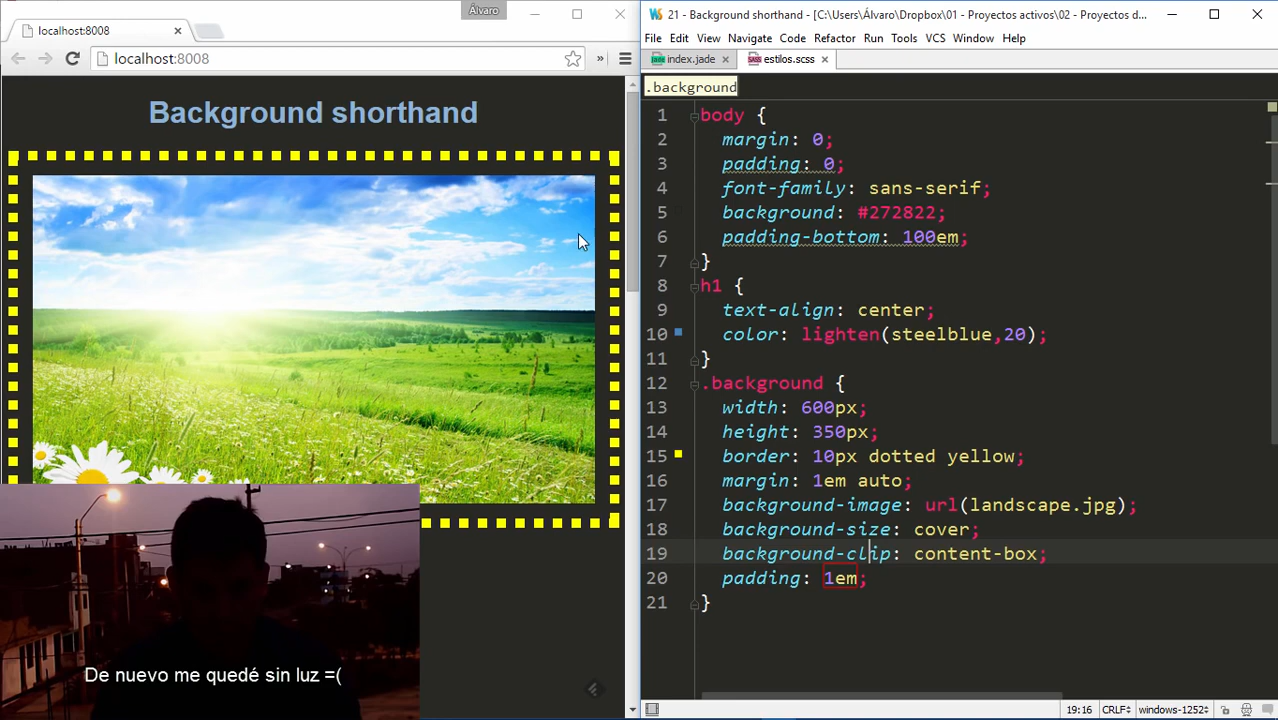 Álvaro
localhost:8008
localhost:8008
»
Background shorthand
De nuevo me quedé sin luz =(
21 - Background shorthand - [C:\Users\Álvaro\Dropbox\01 - Proyectos activos\02 - Proyectos d...
File Edit View Navigate Code Refactor Run Tools VCS Window Help
index.jade estilos.scss
.background
1 body {
2 margin: 0;
3 padding: 0;
4 font-family: sans-serif;
5 background: #272822;
6 padding-bottom: 100em;
7 }
8 h1 {
9 text-align: center;
10 color: lighten(steelblue,20);
11 }
12 .background {
13 width: 600px;
14 height: 350px;
15 border: 10px dotted yellow;
16 margin: 1em auto;
17 background-image: url(landscape.jpg);
18 background-size: cover;
19 background-clip: content-box;
20 padding: 1em;
21 }
19:16 CRLF÷ windows-1252÷